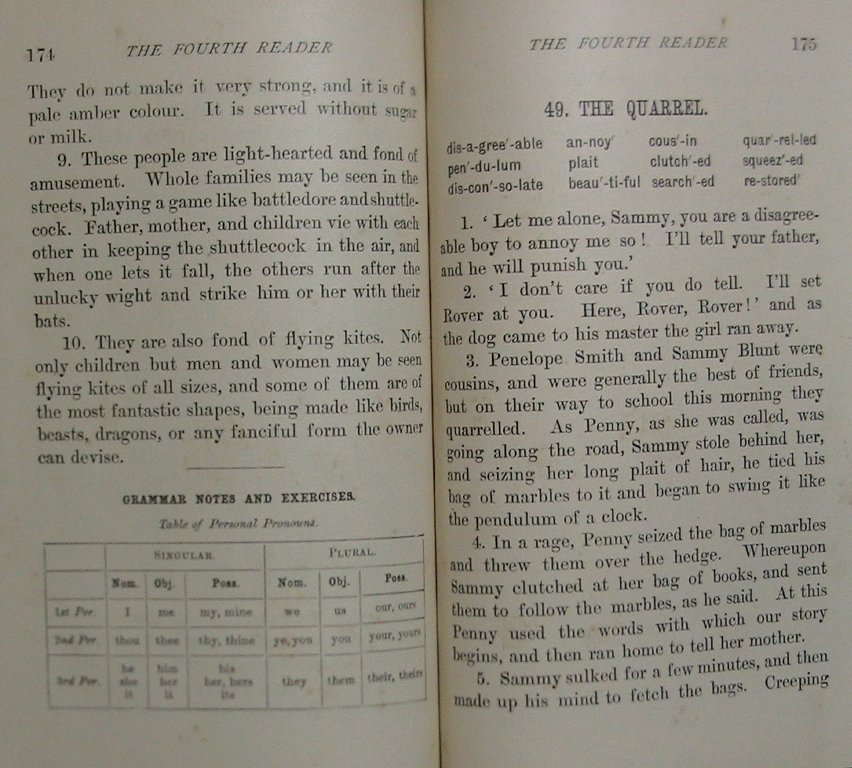 174 THE FOURTH READER
They do not make it very strong, and it is of a
pale amber colour. It is served without sugar
or milk.
9. These people are light-hearted and fond of
amusement. Whole families may be seen in the
streets, playing a game like battledore and shuttle-
cock. Father, mother, and children vie with each
other in keeping the shuttlecock in the air, and
when one lets it fall, the others run after the
unlucky wight and strike him or her with their
bats.
10. They are also fond of flying kites. Not
only children but men and women may be seen
flying kites of all sizes, and some of them are of
the most fantastic shapes, being made like birds,
beasts, dragons, or any fanciful form the owner
can devise.
GRAMMAR NOTES AND EXERCISES.
Table of Personal Pronouns.
SINGULAR. PLURAL.
Nom. Obj. Poss. Nom. Obj. Poss.
1st Per. I me my, mine we us our, ours
2nd Per. thou thee thy, thine ye, you you your, yours
he him his
3rd Per. she her her, hers they them their, theirs
it it its
THE FOURTH READER 175
49. THE QUARREL.
dis-a-gree'-able an-noy' cous'-in quar'-rel-led
pen'-du-lum plait clutch'-ed squeez'-ed
dis-con'-so-late beau'-ti-ful search'-ed re-stored'
1. ‘Let me alone, Sammy, you are a disagree-
able boy to annoy me so! I'll tell your father,
and he will punish you.’
2. ‘I don't care if you do tell. I'll set
Rover at you. Here, Rover, Rover!’ and as
the dog came to his master the girl ran away.
3. Penelope Smith and Sammy Blunt were
cousins, and were generally the best of friends,
but on their way to school this morning they
quarrelled. As Penny, as she was called, was
going along the road, Sammy stole behind her,
and seizing her long plait of hair, he tied his
bag of marbles to it and began to swing it like
the pendulum of a clock.
4. In a rage, Penny seized the bag of marbles
and threw them over the hedge. Whereupon
Sammy clutched at her bag of books, and sent
them to follow the marbles, as he said. At this
Penny used the words with which our story
begins, and then ran home to tell her mother.
5. Sammy sulked for a few minutes, and then
made up his mind to fetch the bags. Creeping